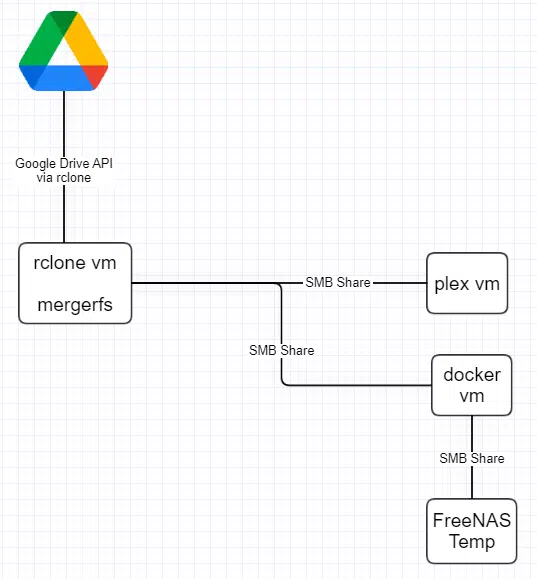 Google Drive API
via rclone
rclone vm
mergerfs
SMB Share
plex vm
SMB Share
docker
vm
SMB Share
FreeNAS
Temp